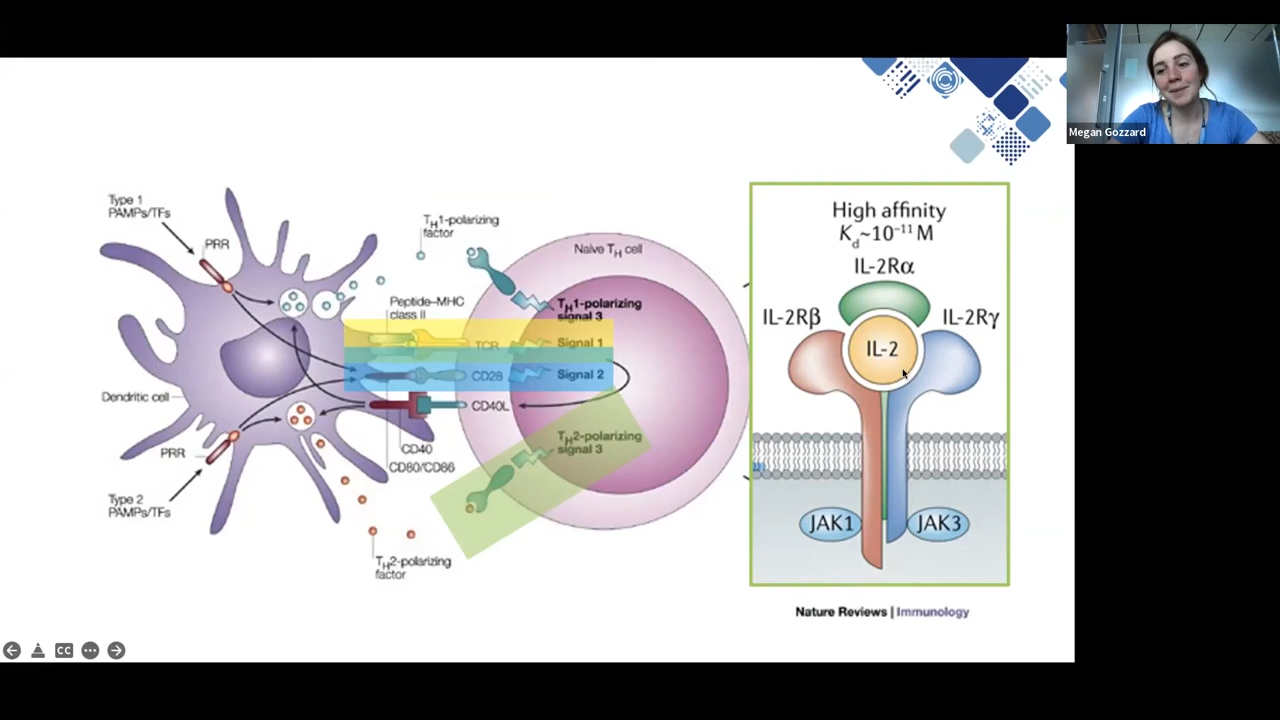 Megan Gozzard
Type 1
PAMPs/TFs
PRR
TH1-polarizing
factor
Naive TH cell
Peptide–MHC
class II
TH1-polarizing
signal 3
TCR
Signal 1
CD28
Signal 2
Dendritic cell
CD40L
CD40
CD80/CD86
TH2-polarizing
signal 3
PRR
Type 2
PAMPs/TFs
TH2-polarizing
factor
High affinity
Kd~10⁻¹¹ M
IL-2Rα
IL-2Rβ
IL-2Rγ
IL-2
JAK1
JAK3
Nature Reviews | Immunology
CC